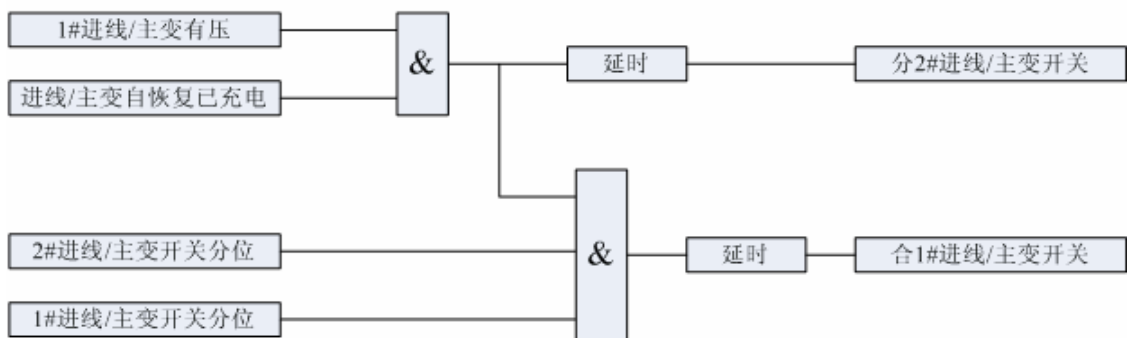 1#进线/主变有压
&
延时
分2#进线/主变开关
进线/主变自恢复已充电
2#进线/主变开关分位
&
延时
合1#进线/主变开关
1#进线/主变开关分位